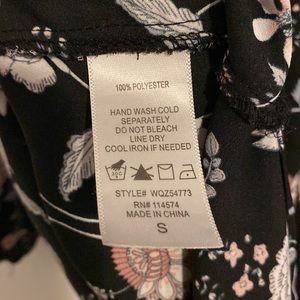 100% POLYESTER
HAND WASH COLD
SEPARATELY
DO NOT BLEACH
LINE DRY
COOL IRON IF NEEDED
STYLE# WQZ54773
RN# 114574
MADE IN CHINA
S